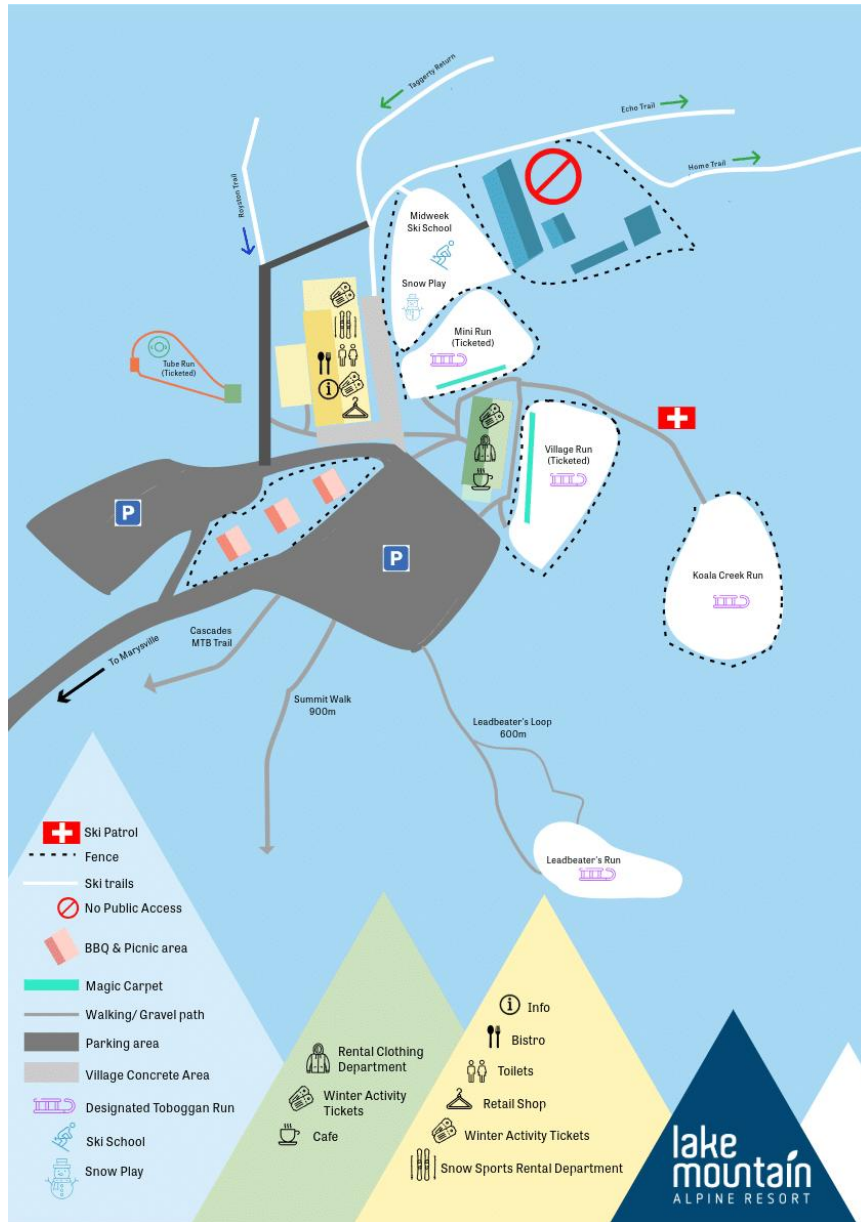 Taggerty Return
Echo Trail
Home Trail
Royston Trail
Midweek
Ski School
Snow Play
Mini Run
(Ticketed)
Tube Run
(Ticketed)
i
Village Run
(Ticketed)
P
P
Koala Creek Run
To Marysville
Cascades
MTB Trail
Summit Walk
900m
Leadbeater's Loop
600m
Leadbeater's Run
Ski Patrol
Fence
Ski trails
No Public Access
BBQ & Picnic area
Magic Carpet
Walking/ Gravel path
Parking area
Village Concrete Area
Designated Toboggan Run
Ski School
Snow Play
Rental Clothing
Department
Winter Activity
Tickets
Cafe
i
Info
Bistro
Toilets
Retail Shop
Winter Activity Tickets
Snow Sports Rental Department
lake
mountain
ALPINE RESORT